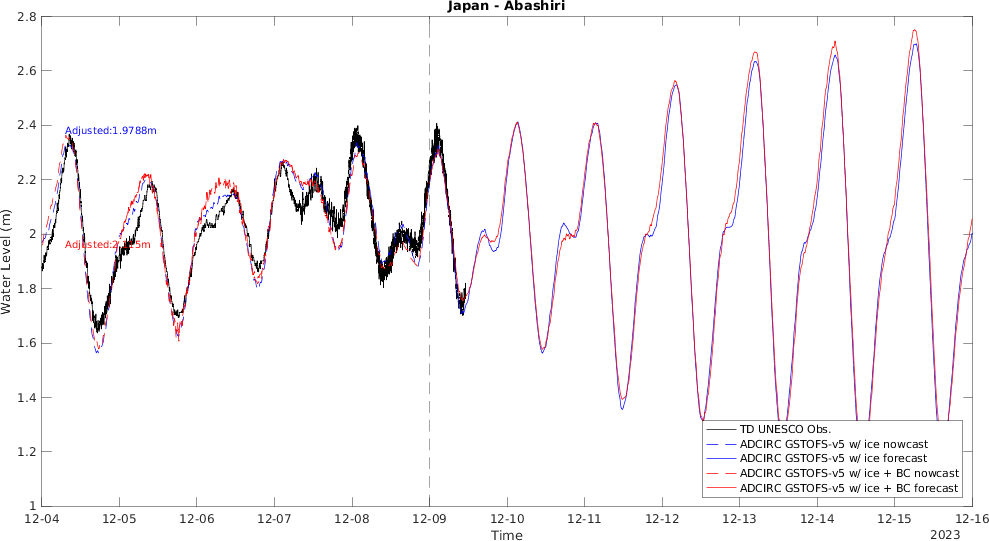 Japan - Abashiri
2.8
2.6
2.4
2.2
2
1.8
1.6
1.4
1.2
1
Water Level (m)
Adjusted:1.9788m
12-04
12-05
12-06
12-07
12-08
12-09
12-10
12-11
12-12
12-13
12-14
12-15
12-16
Time
2023
TD UNESCO Obs.
ADCIRC GSTOFS-v5 w/ ice nowcast
ADCIRC GSTOFS-v5 w/ ice forecast
ADCIRC GSTOFS-v5 w/ ice + BC nowcast
ADCIRC GSTOFS-v5 w/ ice + BC forecast